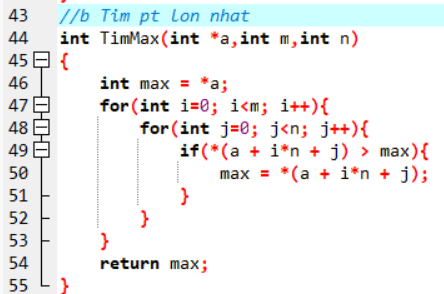 43 //b Tim pt lon nhat
44 int TimMax(int *a,int m,int n)
45 {
46 int max = *a;
47 for(int i=0; i<m; i++){
48 for(int j=0; j<n; j++){
49 if(*(a + i*n + j) > max){
50 max = *(a + i*n + j);
51 }
52 }
53 }
54 return max;
55 }